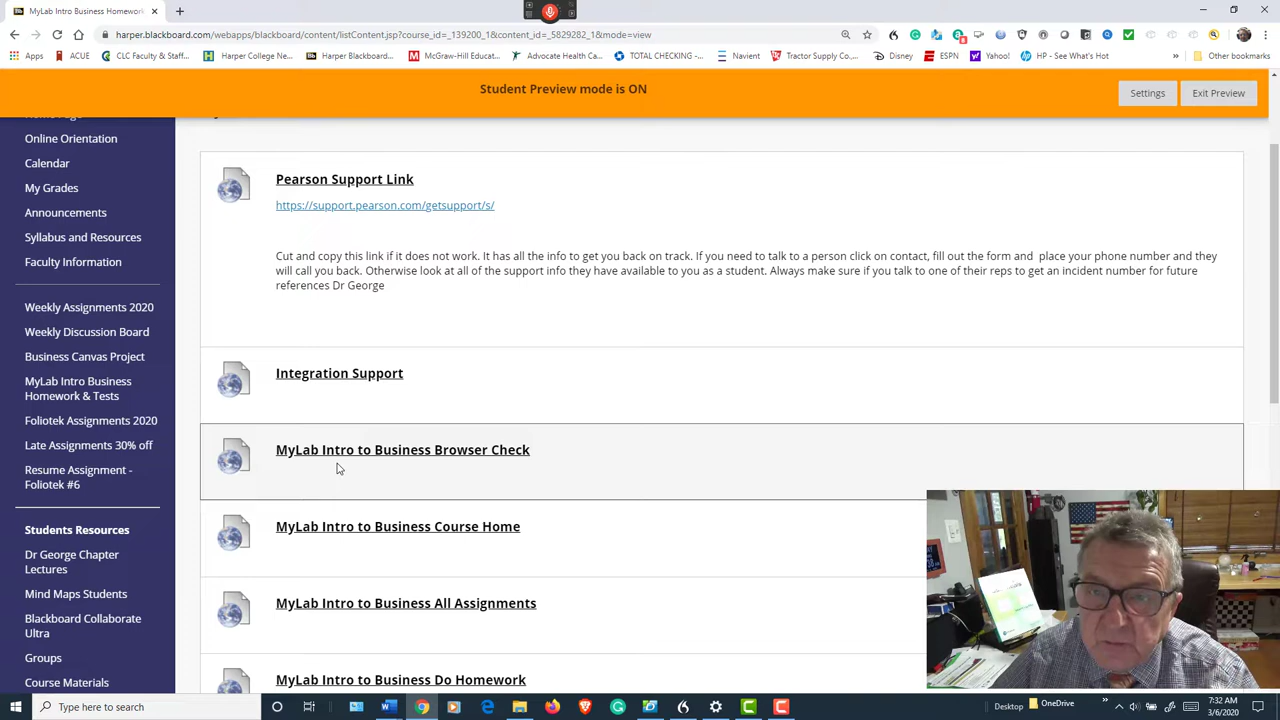 MyLab Intro Business Homework
harper.blackboard.com/webapps/blackboard/content/listContent.jsp?course_id=_139200_1&content_id=_5829282_1&mode=view
Apps
ACUE
CLC Faculty & Staff...
Harper College Ne...
Harper Blackboard...
McGraw-Hill Educat...
Advocate Health Ca...
TOTAL CHECKING -...
Navient
Tractor Supply Co.,...
Disney
ESPN
Yahoo!
HP - See What's Hot
Other bookmarks
Student Preview mode is ON
Settings
Exit Preview
Online Orientation
Calendar
My Grades
Announcements
Syllabus and Resources
Faculty Information
Weekly Assignments 2020
Weekly Discussion Board
Business Canvas Project
MyLab Intro Business
Homework & Tests
Foliotek Assignments 2020
Late Assignments 30% off
Resume Assignment -
Foliotek #6
Students Resources
Dr George Chapter
Lectures
Mind Maps Students
Blackboard Collaborate
Ultra
Groups
Course Materials
Pearson Support Link
https://support.pearson.com/getsupport/s/
Cut and copy this link if it does not work. It has all the info to get you back on track. If you need to talk to a person click on contact, fill out the form and place your phone number and they
will call you back. Otherwise look at all of the support info they have available to you as a student. Always make sure if you talk to one of their reps to get an incident number for future
references Dr George
Integration Support
MyLab Intro to Business Browser Check
MyLab Intro to Business Course Home
MyLab Intro to Business All Assignments
MyLab Intro to Business Do Homework
Type here to search
Desktop
OneDrive
7:32 AM
3/6/2020